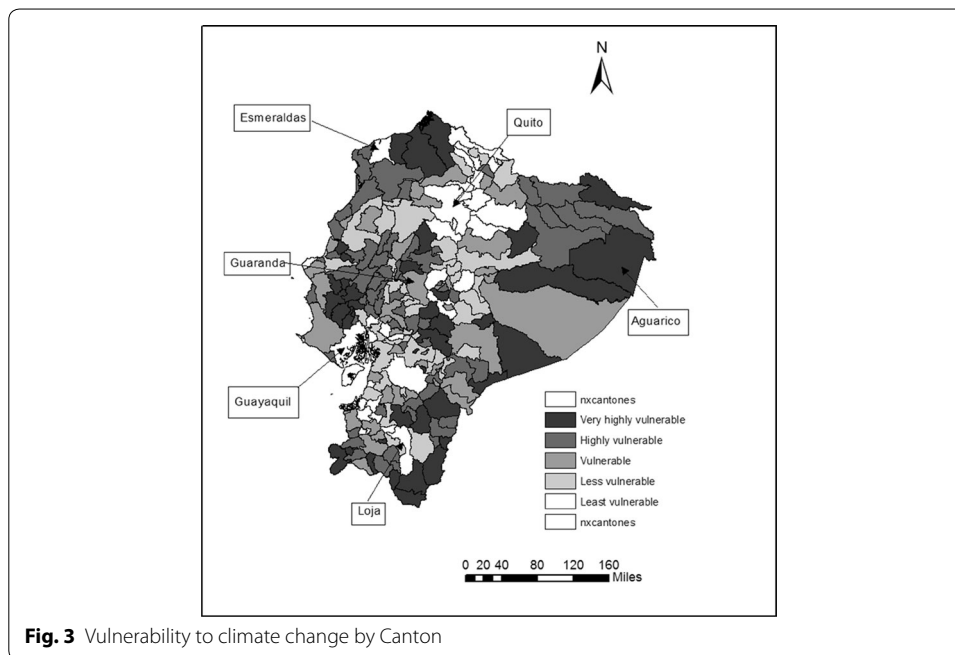 N
Esmeraldas
Quito
Guaranda
Aguarico
Guayaquil
Loja
nxcantones
Very highly vulnerable
Highly vulnerable
Vulnerable
Less vulnerable
Least vulnerable
nxcantones
0 20 40 80 120 160
Miles
Fig. 3 Vulnerability to climate change by Canton